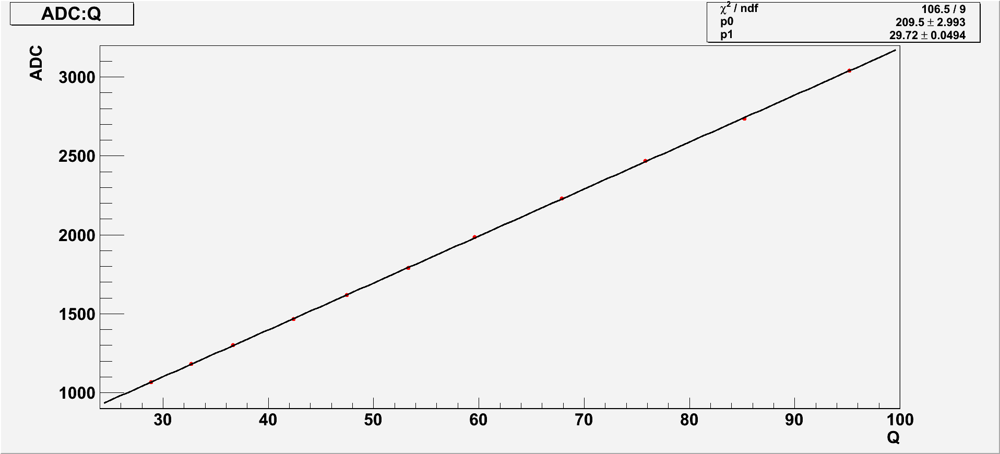 ADC:Q
χ² / ndf 106.5 / 9
p0 209.5 ± 2.993
p1 29.72 ± 0.0494
ADC
3000
2500
2000
1500
1000
30 40 50 60 70 80 90 100
Q